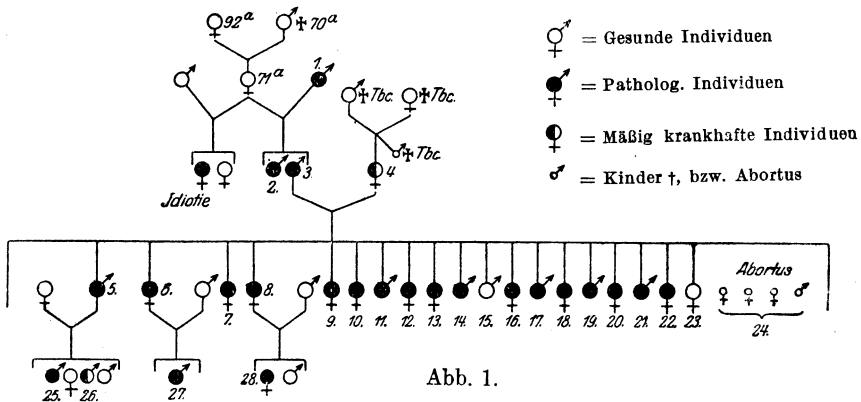 92ᵃ ✠70ᵃ
= Gesunde Individuen
1.
71ᵃ
= Patholog. Individuen
✠Tbc. ✠Tbc.
= Mäßig krankhafte Individuen
✠Tbc.
2. 3. 4
= Kinder †, bzw. Abortus
Idiotie
Abortus
5. 6. 7. 8. 9. 10. 11. 12. 13. 14. 15. 16. 17. 18. 19. 20. 21. 22. 23.
24.
25. 26. 27. 28.
Abb. 1.